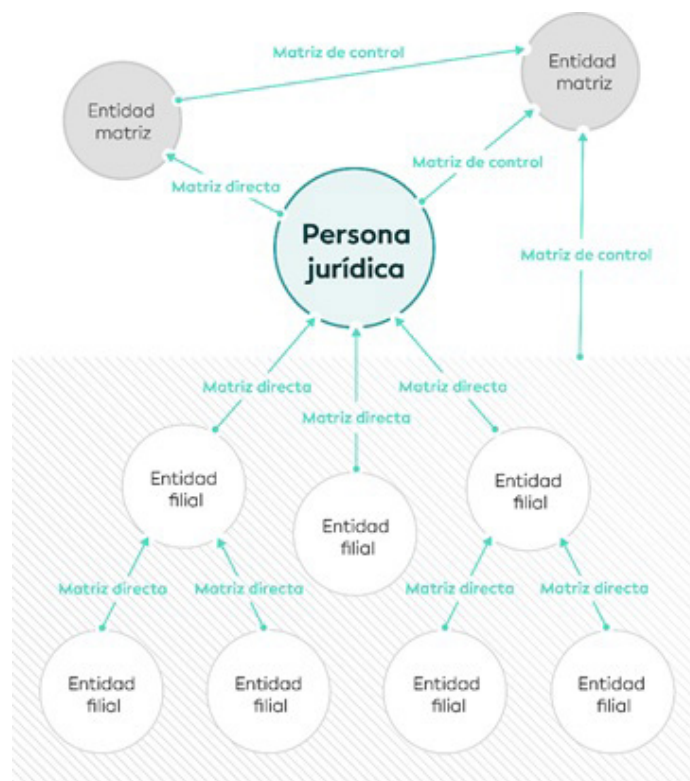 Matriz de control
Entidad
matriz
Entidad
matriz
Matriz de control
Matriz directa
Persona
jurídica
Matriz de control
Matriz directa
Matriz directa
Matriz directa
Entidad
filial
Entidad
filial
Entidad
filial
Matriz directa
Matriz directa
Matriz directa
Matriz directa
Entidad
filial
Entidad
filial
Entidad
filial
Entidad
filial